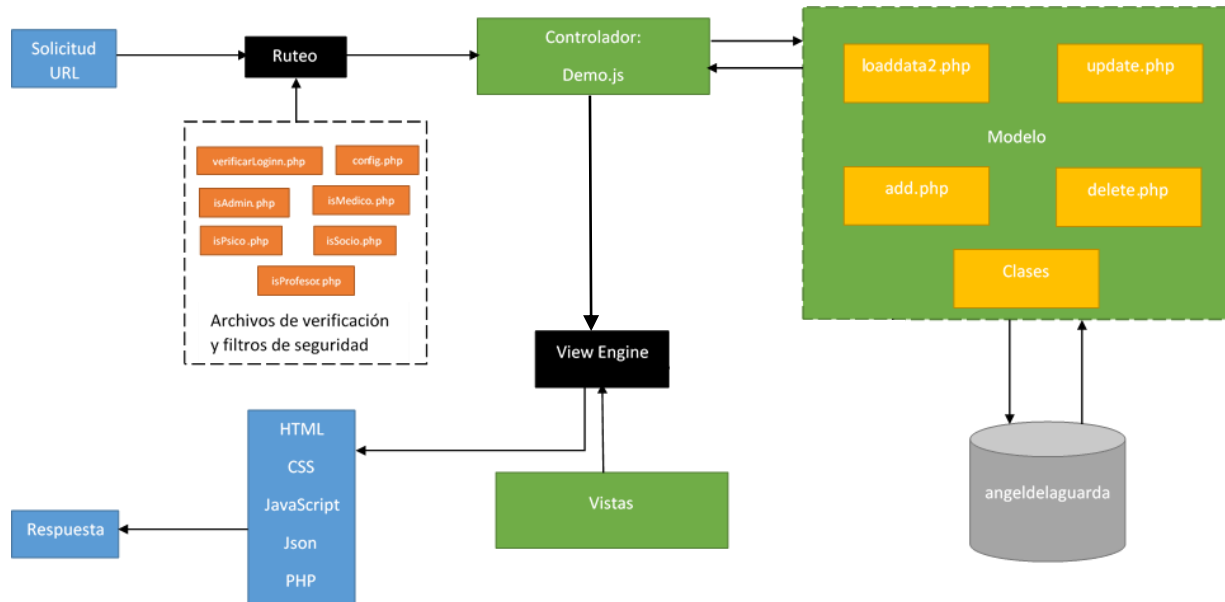 Solicitud
URL
Ruteo
Controlador:
Demo.js
loaddata2.php
update.php
Modelo
add.php
delete.php
Clases
verificarLoginn.php
config.php
isAdmin.php
isMedico.php
isPsico.php
isSocio.php
isProfesor.php
Archivos de verificación
y filtros de seguridad
View Engine
HTML
CSS
JavaScript
Json
PHP
Vistas
angeldelaguarda
Respuesta